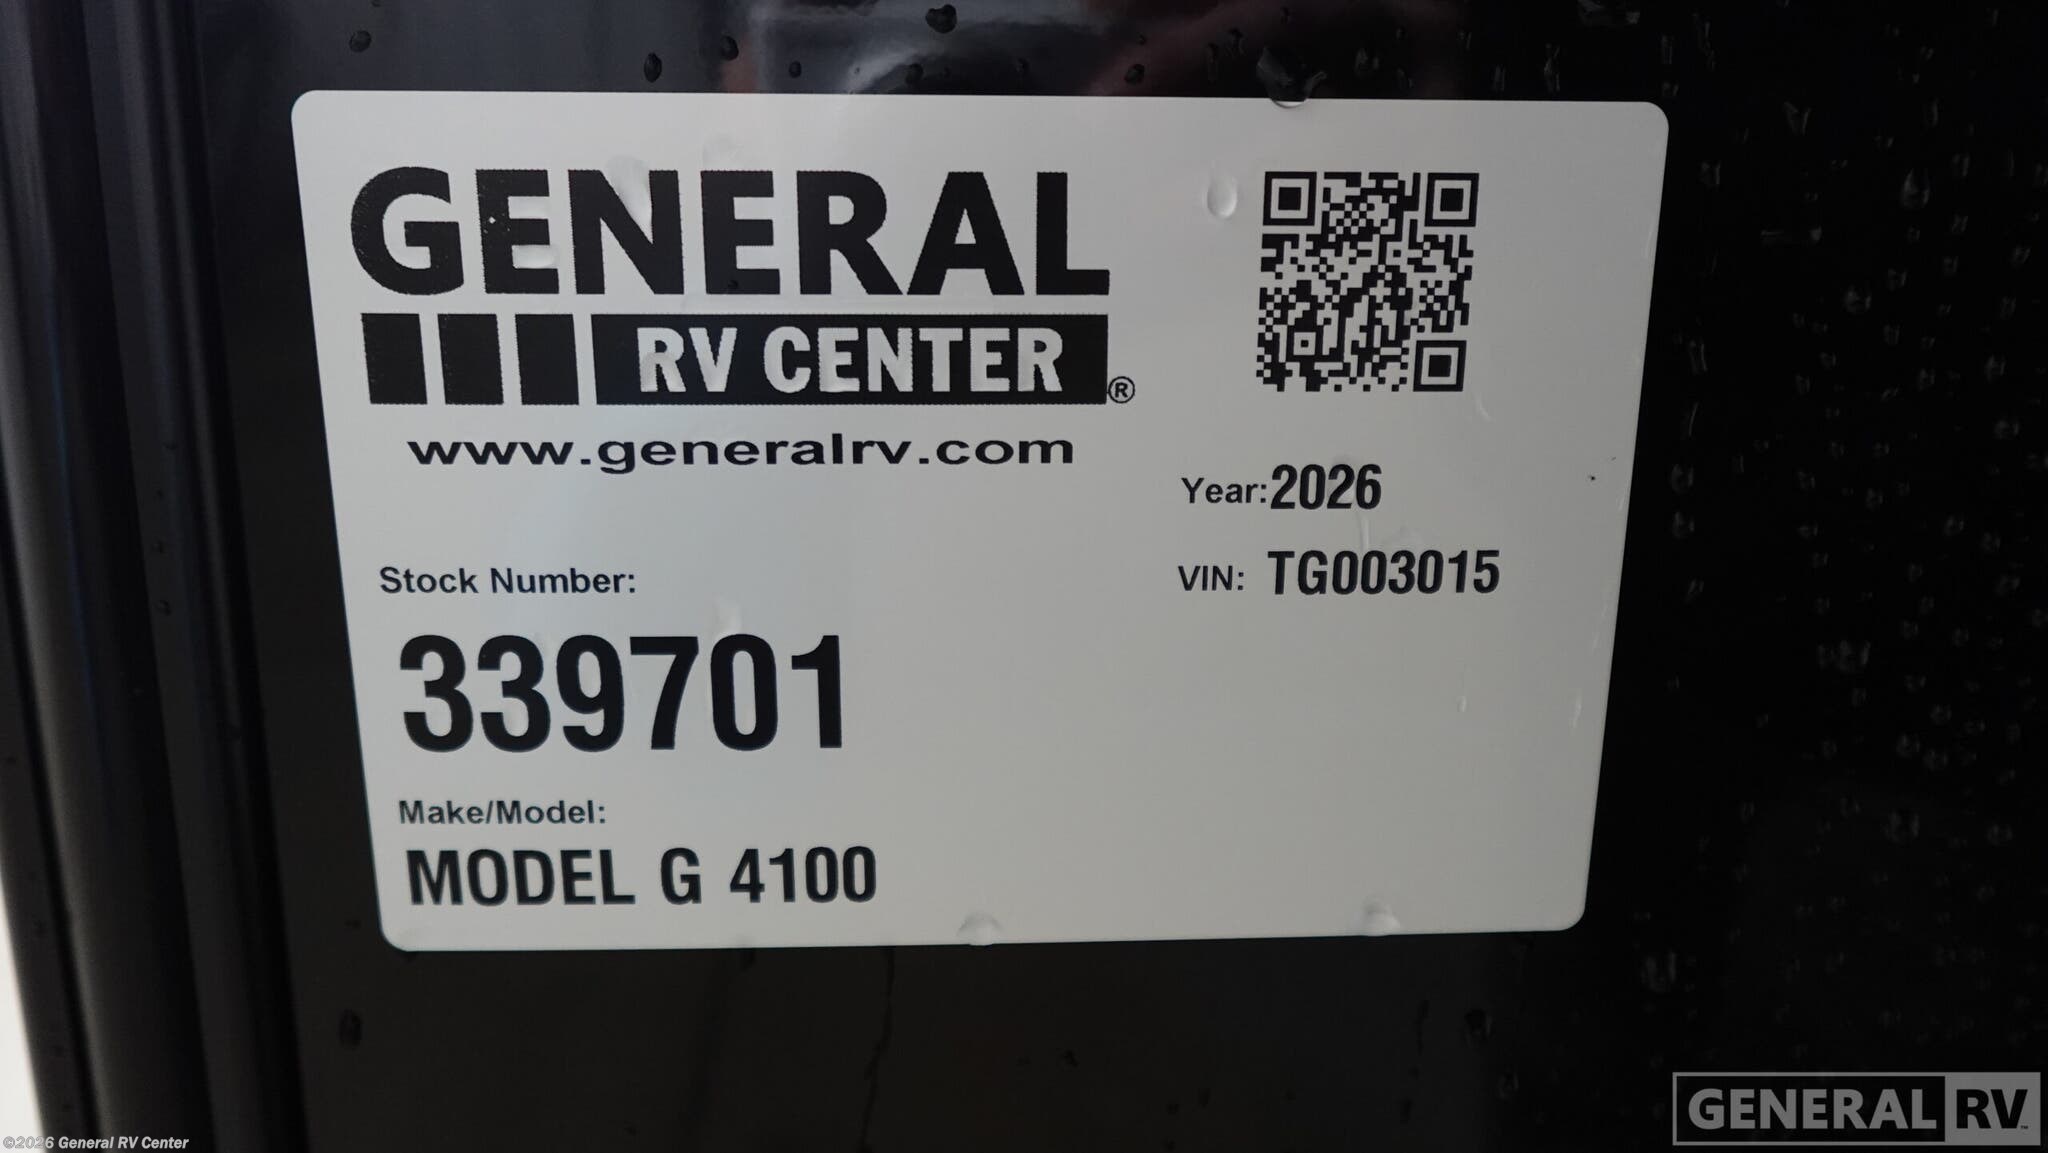 GENERAL
RV CENTER®
www.generalrv.com
Year: 2026
VIN: TG003015
Stock Number:
339701
Make/Model:
MODEL G 4100
GENERAL RV™
©2026 General RV Center